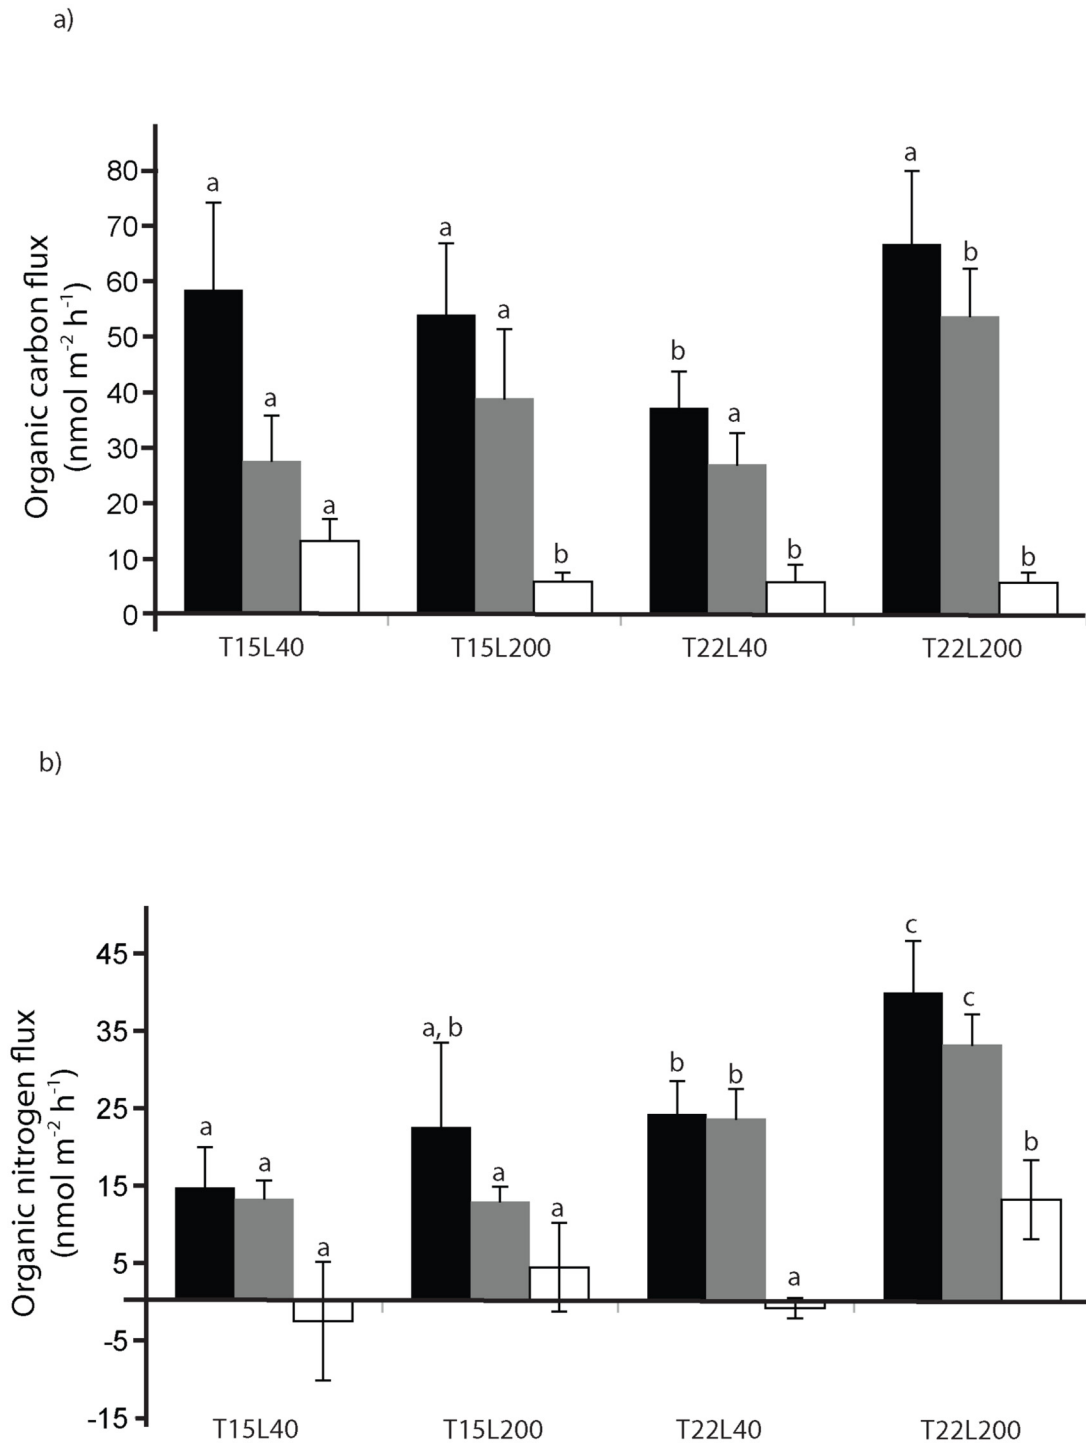 a)
Organic carbon flux
(nmol m⁻² h⁻¹)
80
70
60
50
40
30
20
10
0
a
a
a
a
a
b
b
a
b
a
b
b
T15L40
T15L200
T22L40
T22L200
b)
Organic nitrogen flux
(nmol m⁻² h⁻¹)
45
35
25
15
5
-5
-15
a
a
a
a, b
a
a
b
b
a
c
c
b
T15L40
T15L200
T22L40
T22L200